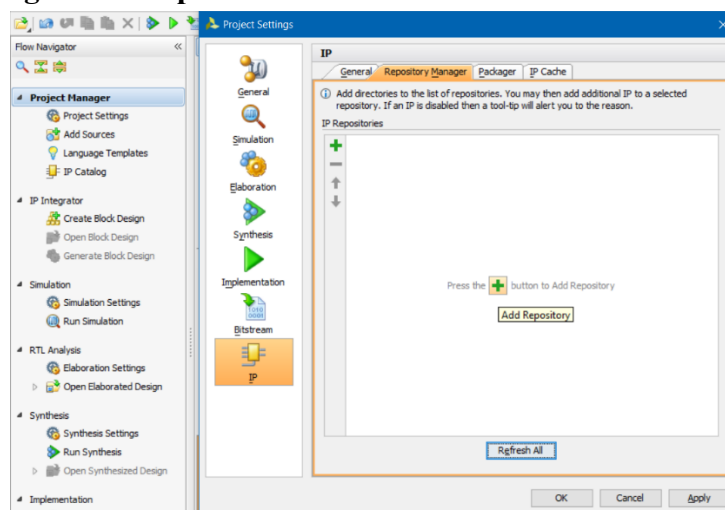 Project Settings
Flow Navigator
Project Manager
Project Settings
Add Sources
Language Templates
IP Catalog
IP Integrator
Create Block Design
Open Block Design
Generate Block Design
Simulation
Simulation Settings
Run Simulation
RTL Analysis
Elaboration Settings
Open Elaborated Design
Synthesis
Synthesis Settings
Run Synthesis
Open Synthesized Design
Implementation
General
Simulation
Elaboration
Synthesis
Implementation
Bitstream
IP
IP
General Repository Manager Packager IP Cache
Add directories to the list of repositories. You may then add additional IP to a selected
repository. If an IP is disabled then a tool-tip will alert you to the reason.
IP Repositories
Press the + button to Add Repository
Add Repository
Refresh All
OK Cancel Apply